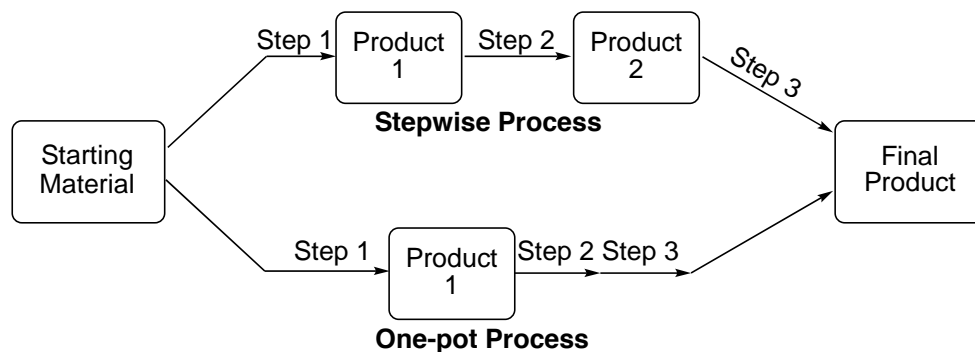 Step 1
Product
1
Step 2
Product
2
Step 3
Stepwise Process
Starting
Material
Final
Product
Step 1
Product
1
Step 2
Step 3
One-pot Process